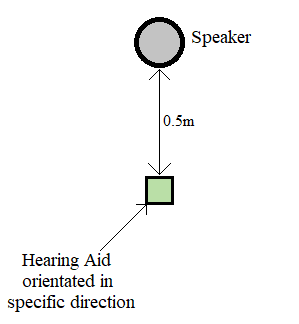 Speaker
0.5m
Hearing Aid
orientated in
specific direction